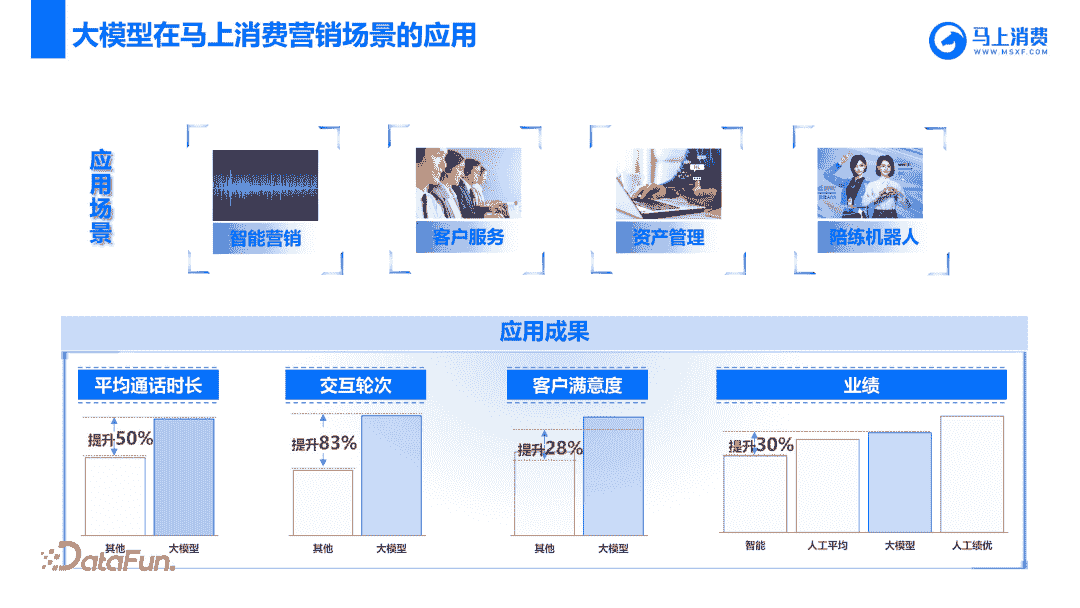 大模型在马上消费营销场景的应用
马上消费
WWW.MSXF.COM
应用场景
智能营销
客户服务
资产管理
陪练机器人
应用成果
平均通话时长
交互轮次
客户满意度
业绩
提升50%
提升83%
提升28%
提升30%
其他
大模型
其他
大模型
其他
大模型
智能
人工平均
大模型
人工绩优
DataFun.